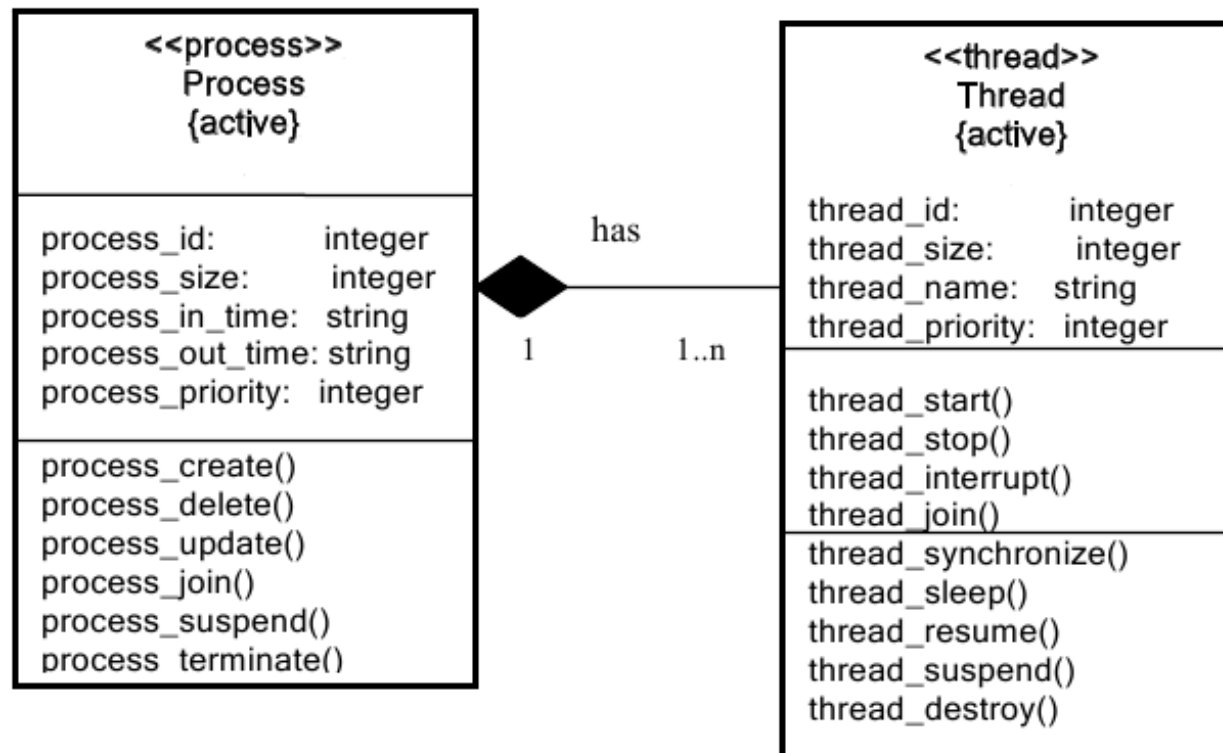 <<process>>
Process
{active}
process_id: integer
process_size: integer
process_in_time: string
process_out_time: string
process_priority: integer
process_create()
process_delete()
process_update()
process_join()
process_suspend()
process_terminate()
has
1
1..n
<<thread>>
Thread
{active}
thread_id: integer
thread_size: integer
thread_name: string
thread_priority: integer
thread_start()
thread_stop()
thread_interrupt()
thread_join()
thread_synchronize()
thread_sleep()
thread_resume()
thread_suspend()
thread_destroy()